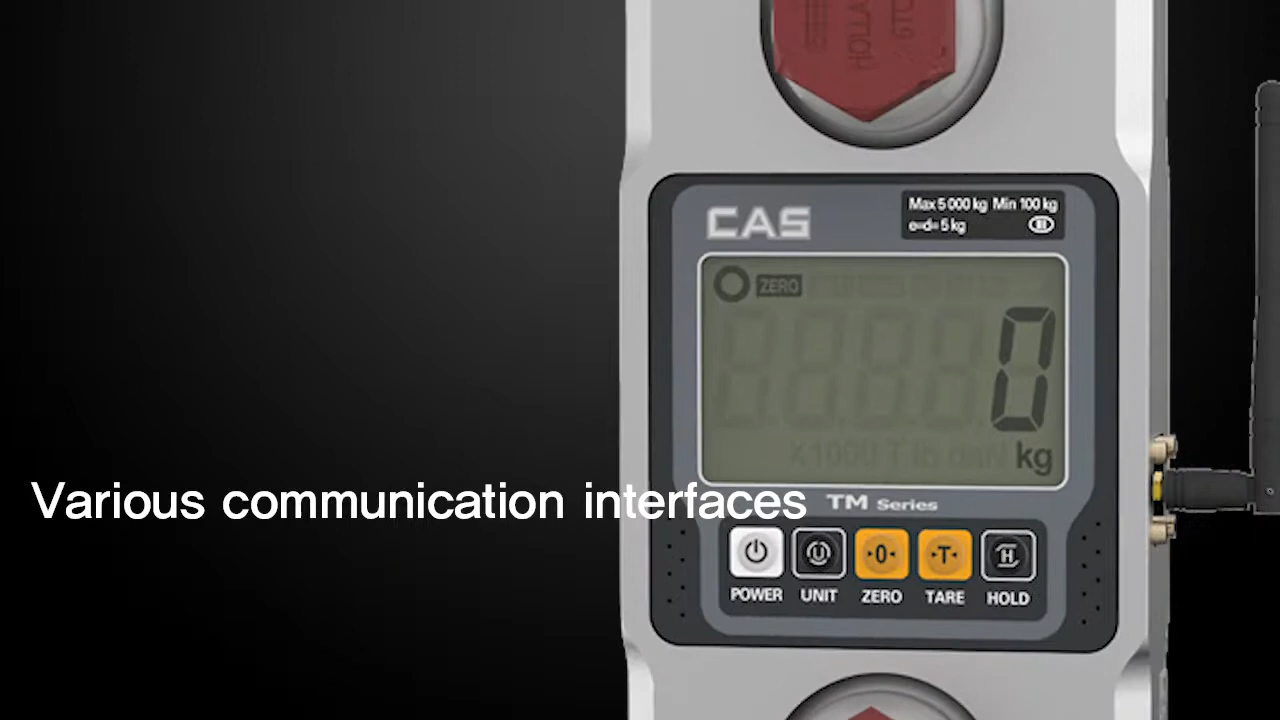 CAS
Max 5 000 kg Min 100 kg
e=d= 5 kg
ZERO
0
kg
Various communication interfaces
TM Series
POWER UNIT ZERO TARE HOLD